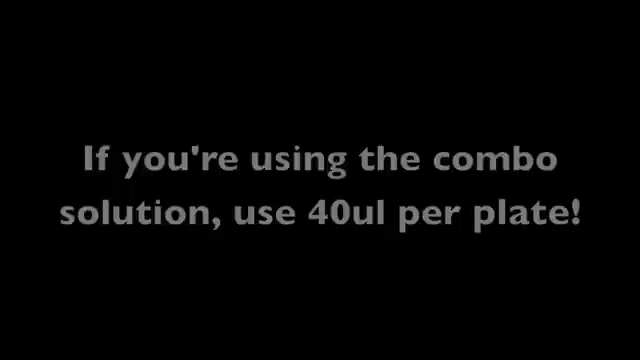 If you're using the combo
solution, use 40ul per plate!